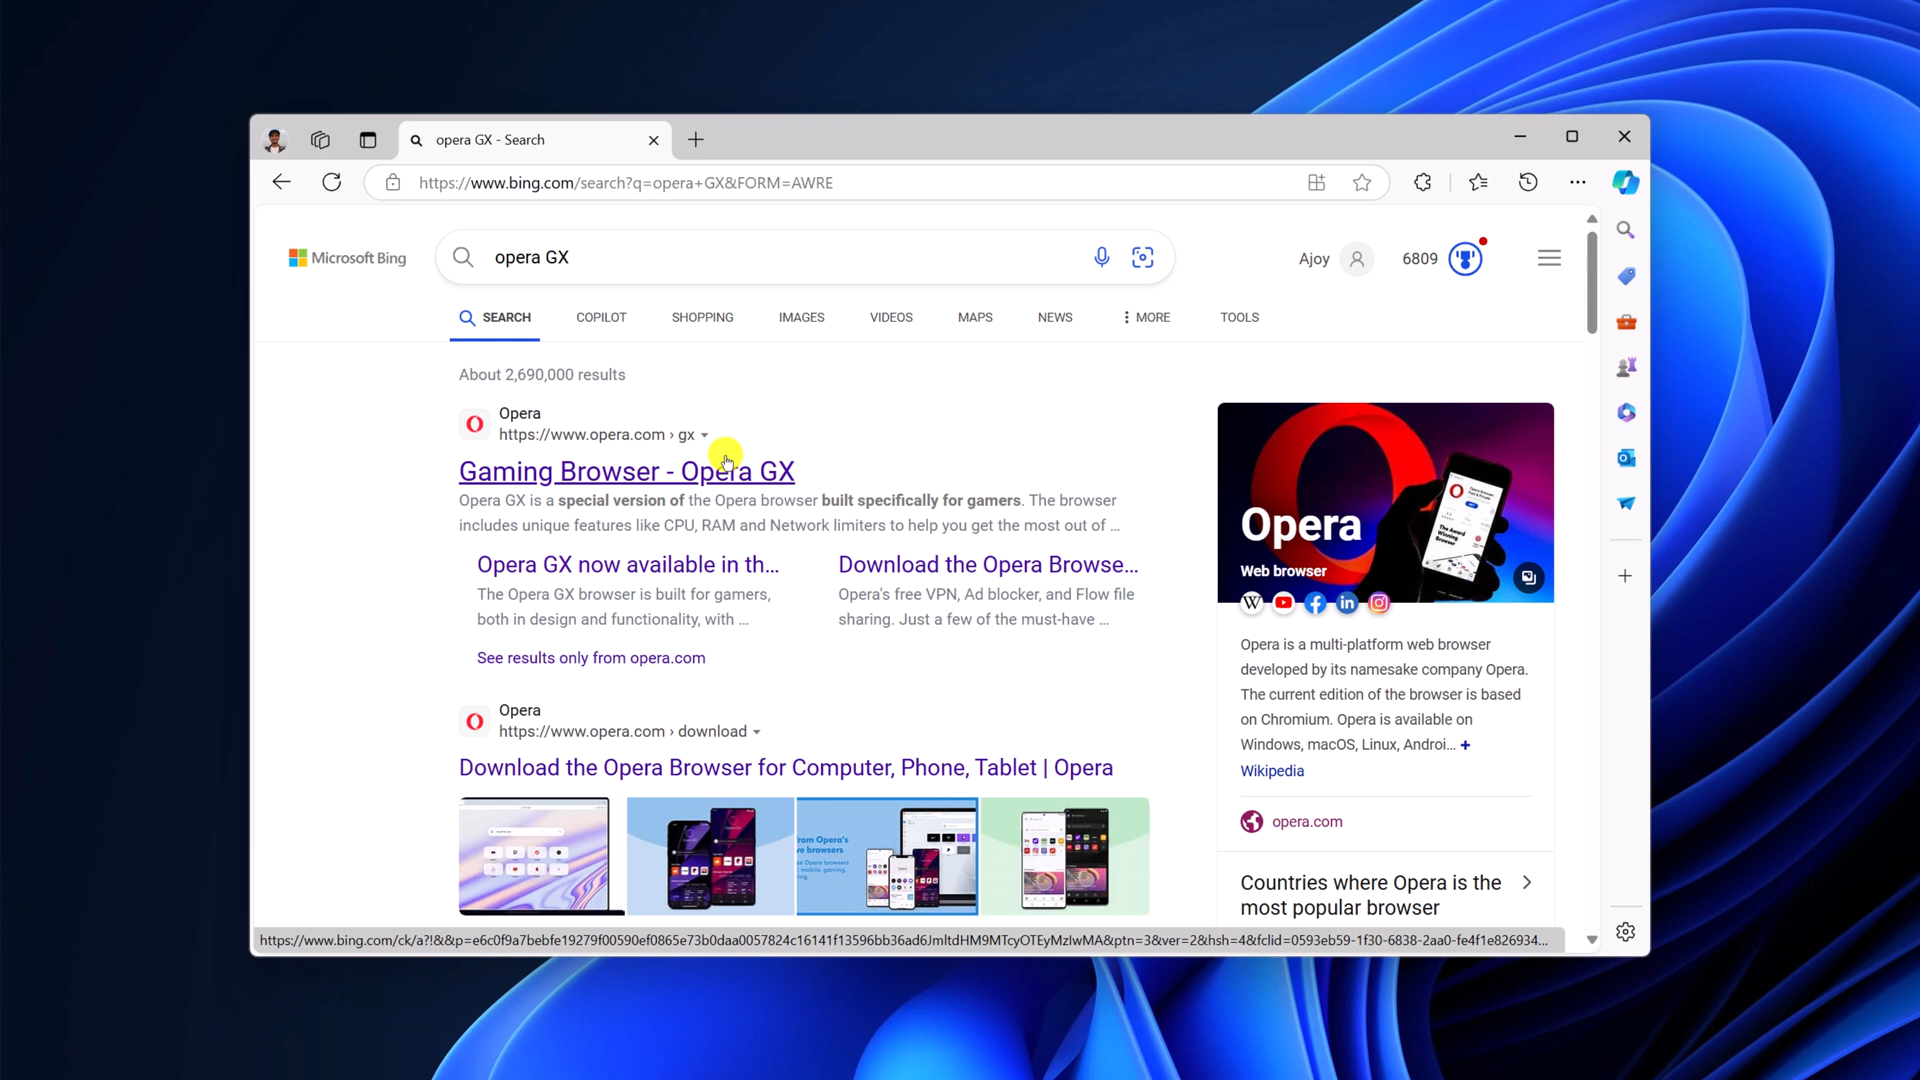 opera GX - Search
https://www.bing.com/search?q=opera+GX&FORM=AWRE
Microsoft Bing
opera GX
Ajoy
6809
SEARCH
COPILOT
SHOPPING
IMAGES
VIDEOS
MAPS
NEWS
MORE
TOOLS
About 2,690,000 results
Opera
https://www.opera.com › gx
Gaming Browser - Opera GX
Opera GX is a special version of the Opera browser built specifically for gamers. The browser
includes unique features like CPU, RAM and Network limiters to help you get the most out of ...
Opera GX now available in th...
The Opera GX browser is built for gamers,
both in design and functionality, with ...
Download the Opera Browse...
Opera's free VPN, Ad blocker, and Flow file
sharing. Just a few of the must-have ...
See results only from opera.com
Opera
https://www.opera.com › download
Download the Opera Browser for Computer, Phone, Tablet | Opera
rom Opera's
e browsers
Opera
Web browser
Opera is a multi-platform web browser
developed by its namesake company Opera.
The current edition of the browser is based
on Chromium. Opera is available on
Windows, macOS, Linux, Androi... +
Wikipedia
opera.com
Countries where Opera is the
most popular browser
https://www.bing.com/ck/a?!&&p=e6c0f9a7bebfe19279f00590ef0865e73b0daa0057824c16141f13596bb36ad6JmltdHM9MTcyOTEyMzIwMA&ptn=3&ver=2&hsh=4&fclid=0593eb59-1f30-6838-2aa0-fe4f1e826934...